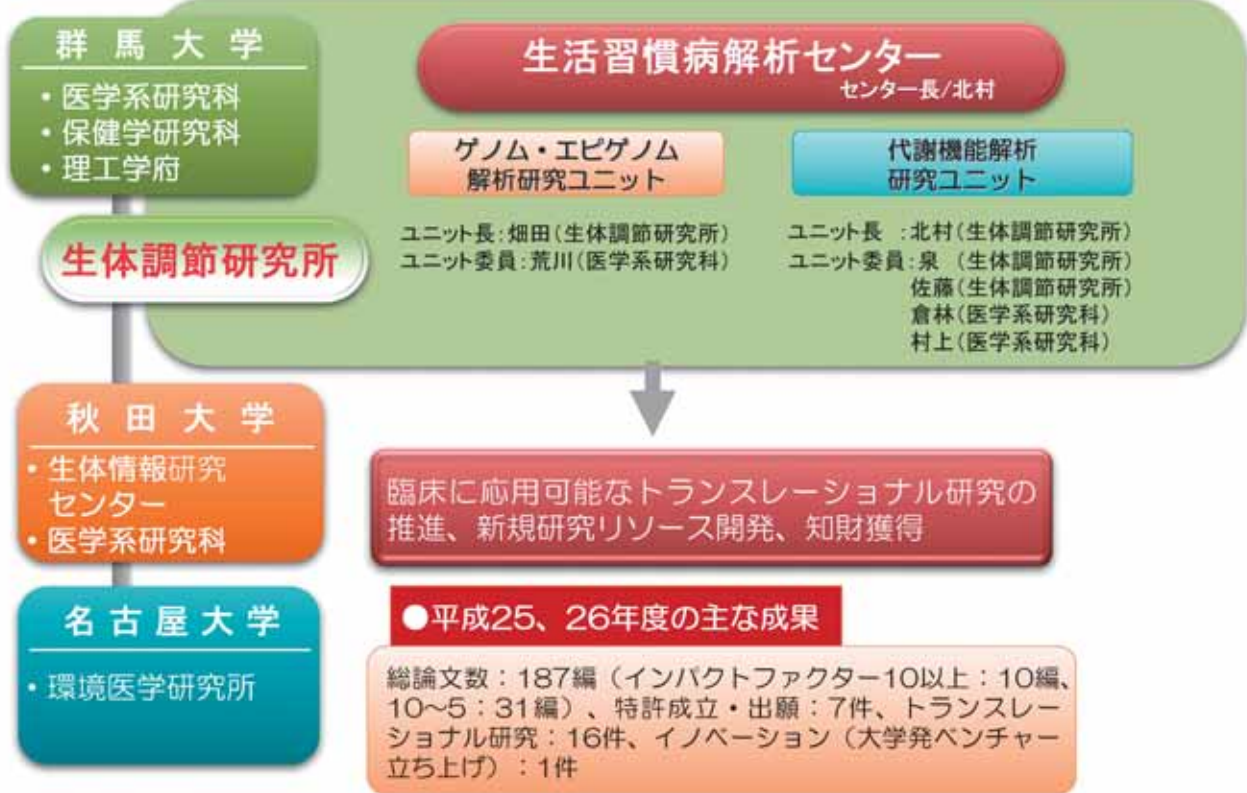 群馬大学
・医学系研究科
・保健学研究科
・理工学府
生体調節研究所
生活習慣病解析センター
センター長/北村
ゲノム・エピゲノム
解析研究ユニット
ユニット長:畑田(生体調節研究所)
ユニット委員:荒川(医学系研究科)
代謝機能解析
研究ユニット
ユニット長 :北村(生体調節研究所)
ユニット委員:泉 (生体調節研究所)
佐藤(生体調節研究所)
倉林(医学系研究科)
村上(医学系研究科)
秋田大学
・生体情報研究
センター
・医学系研究科
名古屋大学
・環境医学研究所
臨床に応用可能なトランスレーショナル研究の
推進、新規研究リソース開発、知財獲得
●平成25、26年度の主な成果
総論文数:187編(インパクトファクター10以上:10編、
10〜5:31編)、特許成立・出願:7件、トランスレー
ショナル研究:16件、イノベーション(大学発ベンチャー
立ち上げ):1件